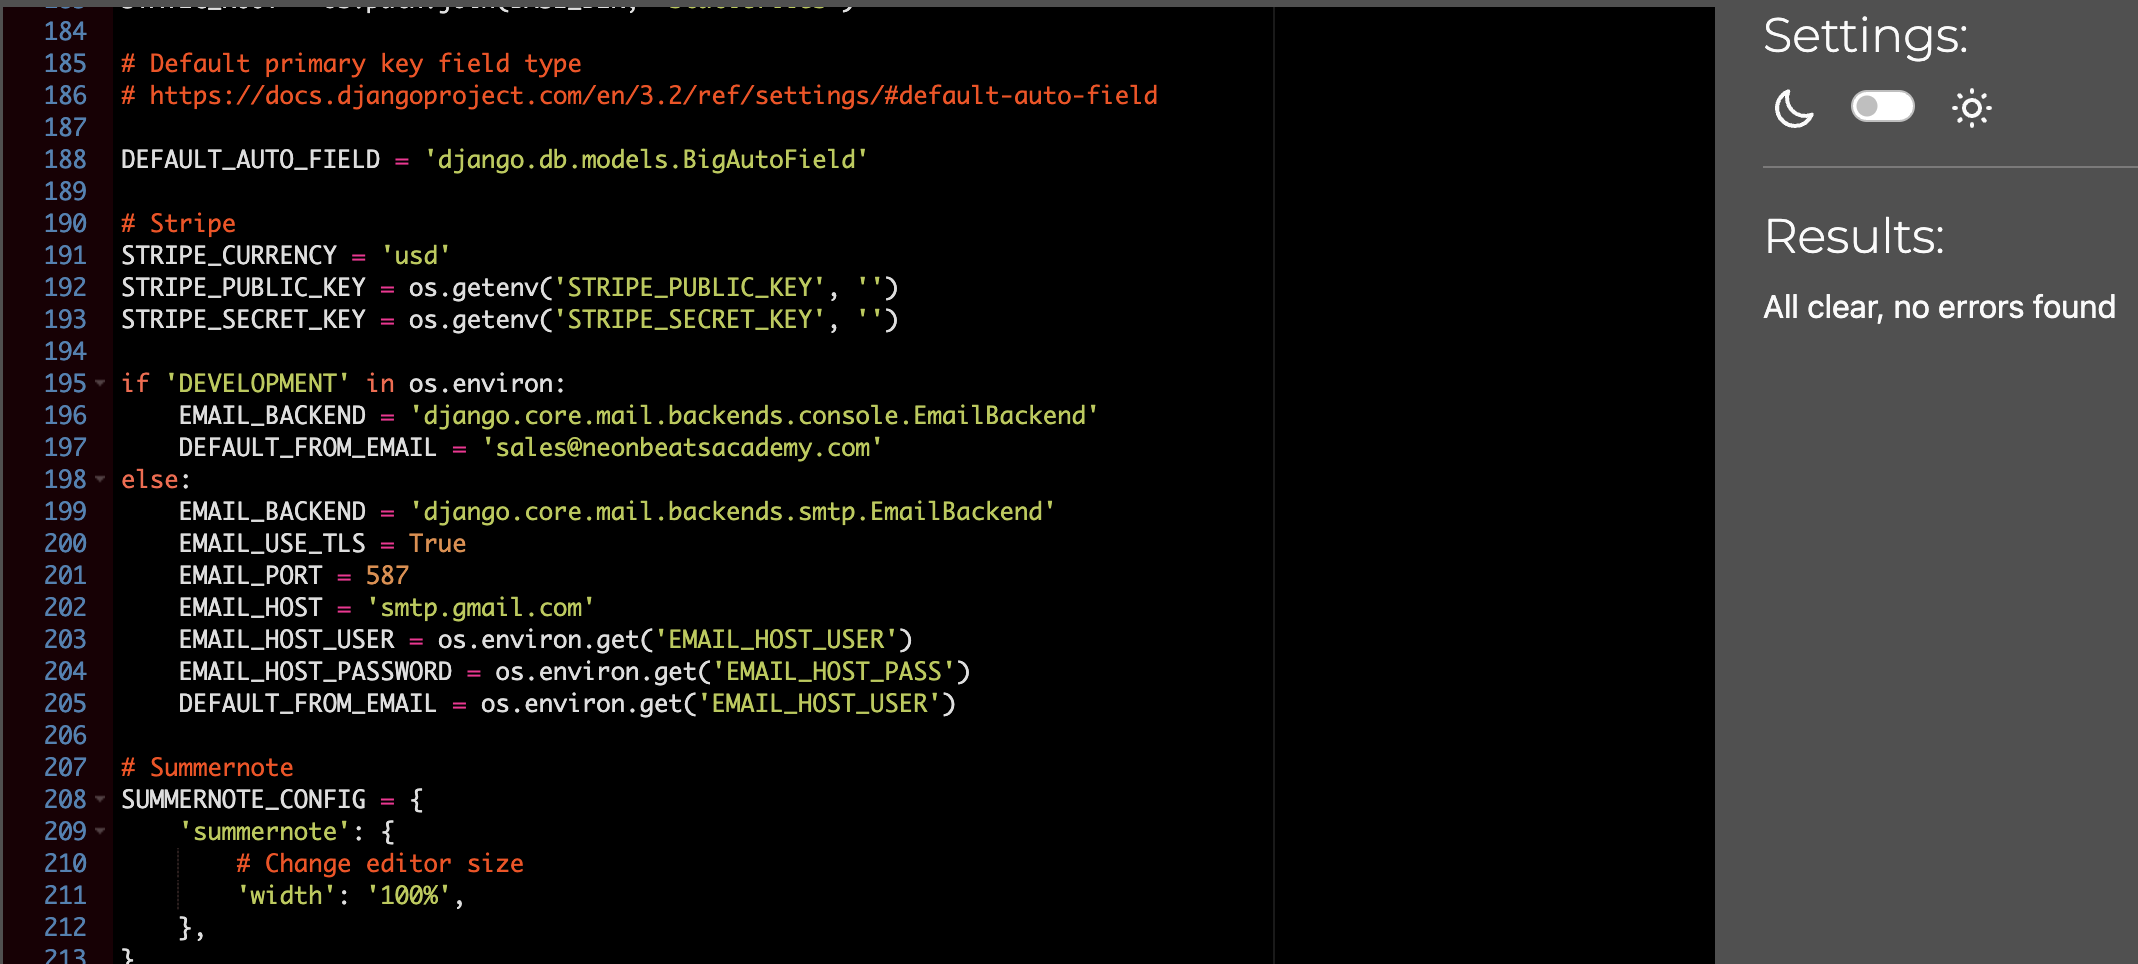 184
185 # Default primary key field type
186 # https://docs.djangoproject.com/en/3.2/ref/settings/#default-auto-field
187
188 DEFAULT_AUTO_FIELD = 'django.db.models.BigAutoField'
189
190 # Stripe
191 STRIPE_CURRENCY = 'usd'
192 STRIPE_PUBLIC_KEY = os.getenv('STRIPE_PUBLIC_KEY', '')
193 STRIPE_SECRET_KEY = os.getenv('STRIPE_SECRET_KEY', '')
194
195 if 'DEVELOPMENT' in os.environ:
196     EMAIL_BACKEND = 'django.core.mail.backends.console.EmailBackend'
197     DEFAULT_FROM_EMAIL = 'sales@neonbeatsacademy.com'
198 else:
199     EMAIL_BACKEND = 'django.core.mail.backends.smtp.EmailBackend'
200     EMAIL_USE_TLS = True
201     EMAIL_PORT = 587
202     EMAIL_HOST = 'smtp.gmail.com'
203     EMAIL_HOST_USER = os.environ.get('EMAIL_HOST_USER')
204     EMAIL_HOST_PASSWORD = os.environ.get('EMAIL_HOST_PASS')
205     DEFAULT_FROM_EMAIL = os.environ.get('EMAIL_HOST_USER')
206
207 # Summernote
208 SUMMERNOTE_CONFIG = {
209     'summernote': {
210         # Change editor size
211         'width': '100%',
212     },
213 }
Settings:
Results:
All clear, no errors found